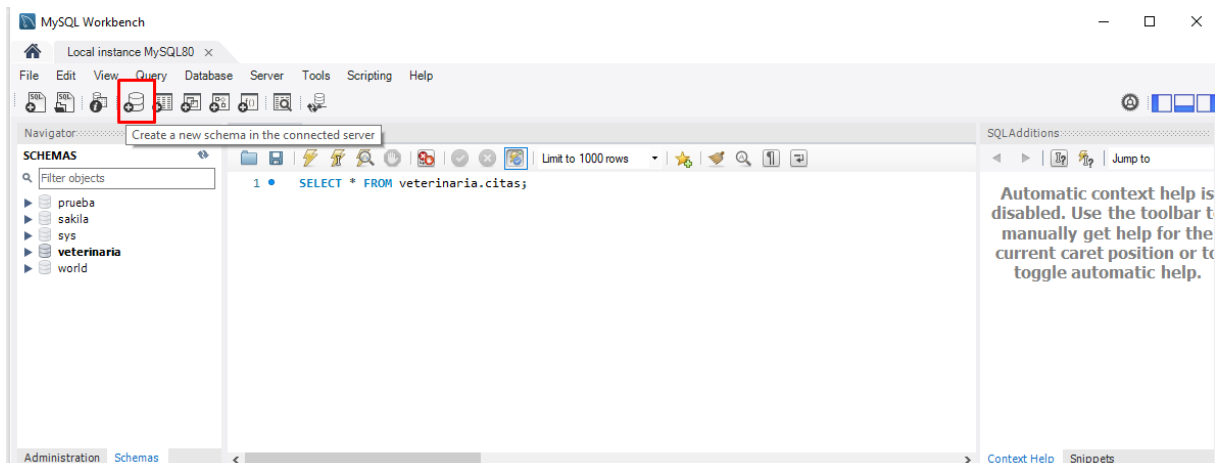 MySQL Workbench
Local instance MySQL80 ×
File Edit View Query Database Server Tools Scripting Help
Navigator
Create a new schema in the connected server
SQLAdditions
SCHEMAS
Limit to 1000 rows
Jump to
Filter objects
1 SELECT * FROM veterinaria.citas;
prueba
sakila
sys
veterinaria
world
Automatic context help is
disabled. Use the toolbar t
manually get help for the
current caret position or to
toggle automatic help.
Administration Schemas
Context Help Snippets